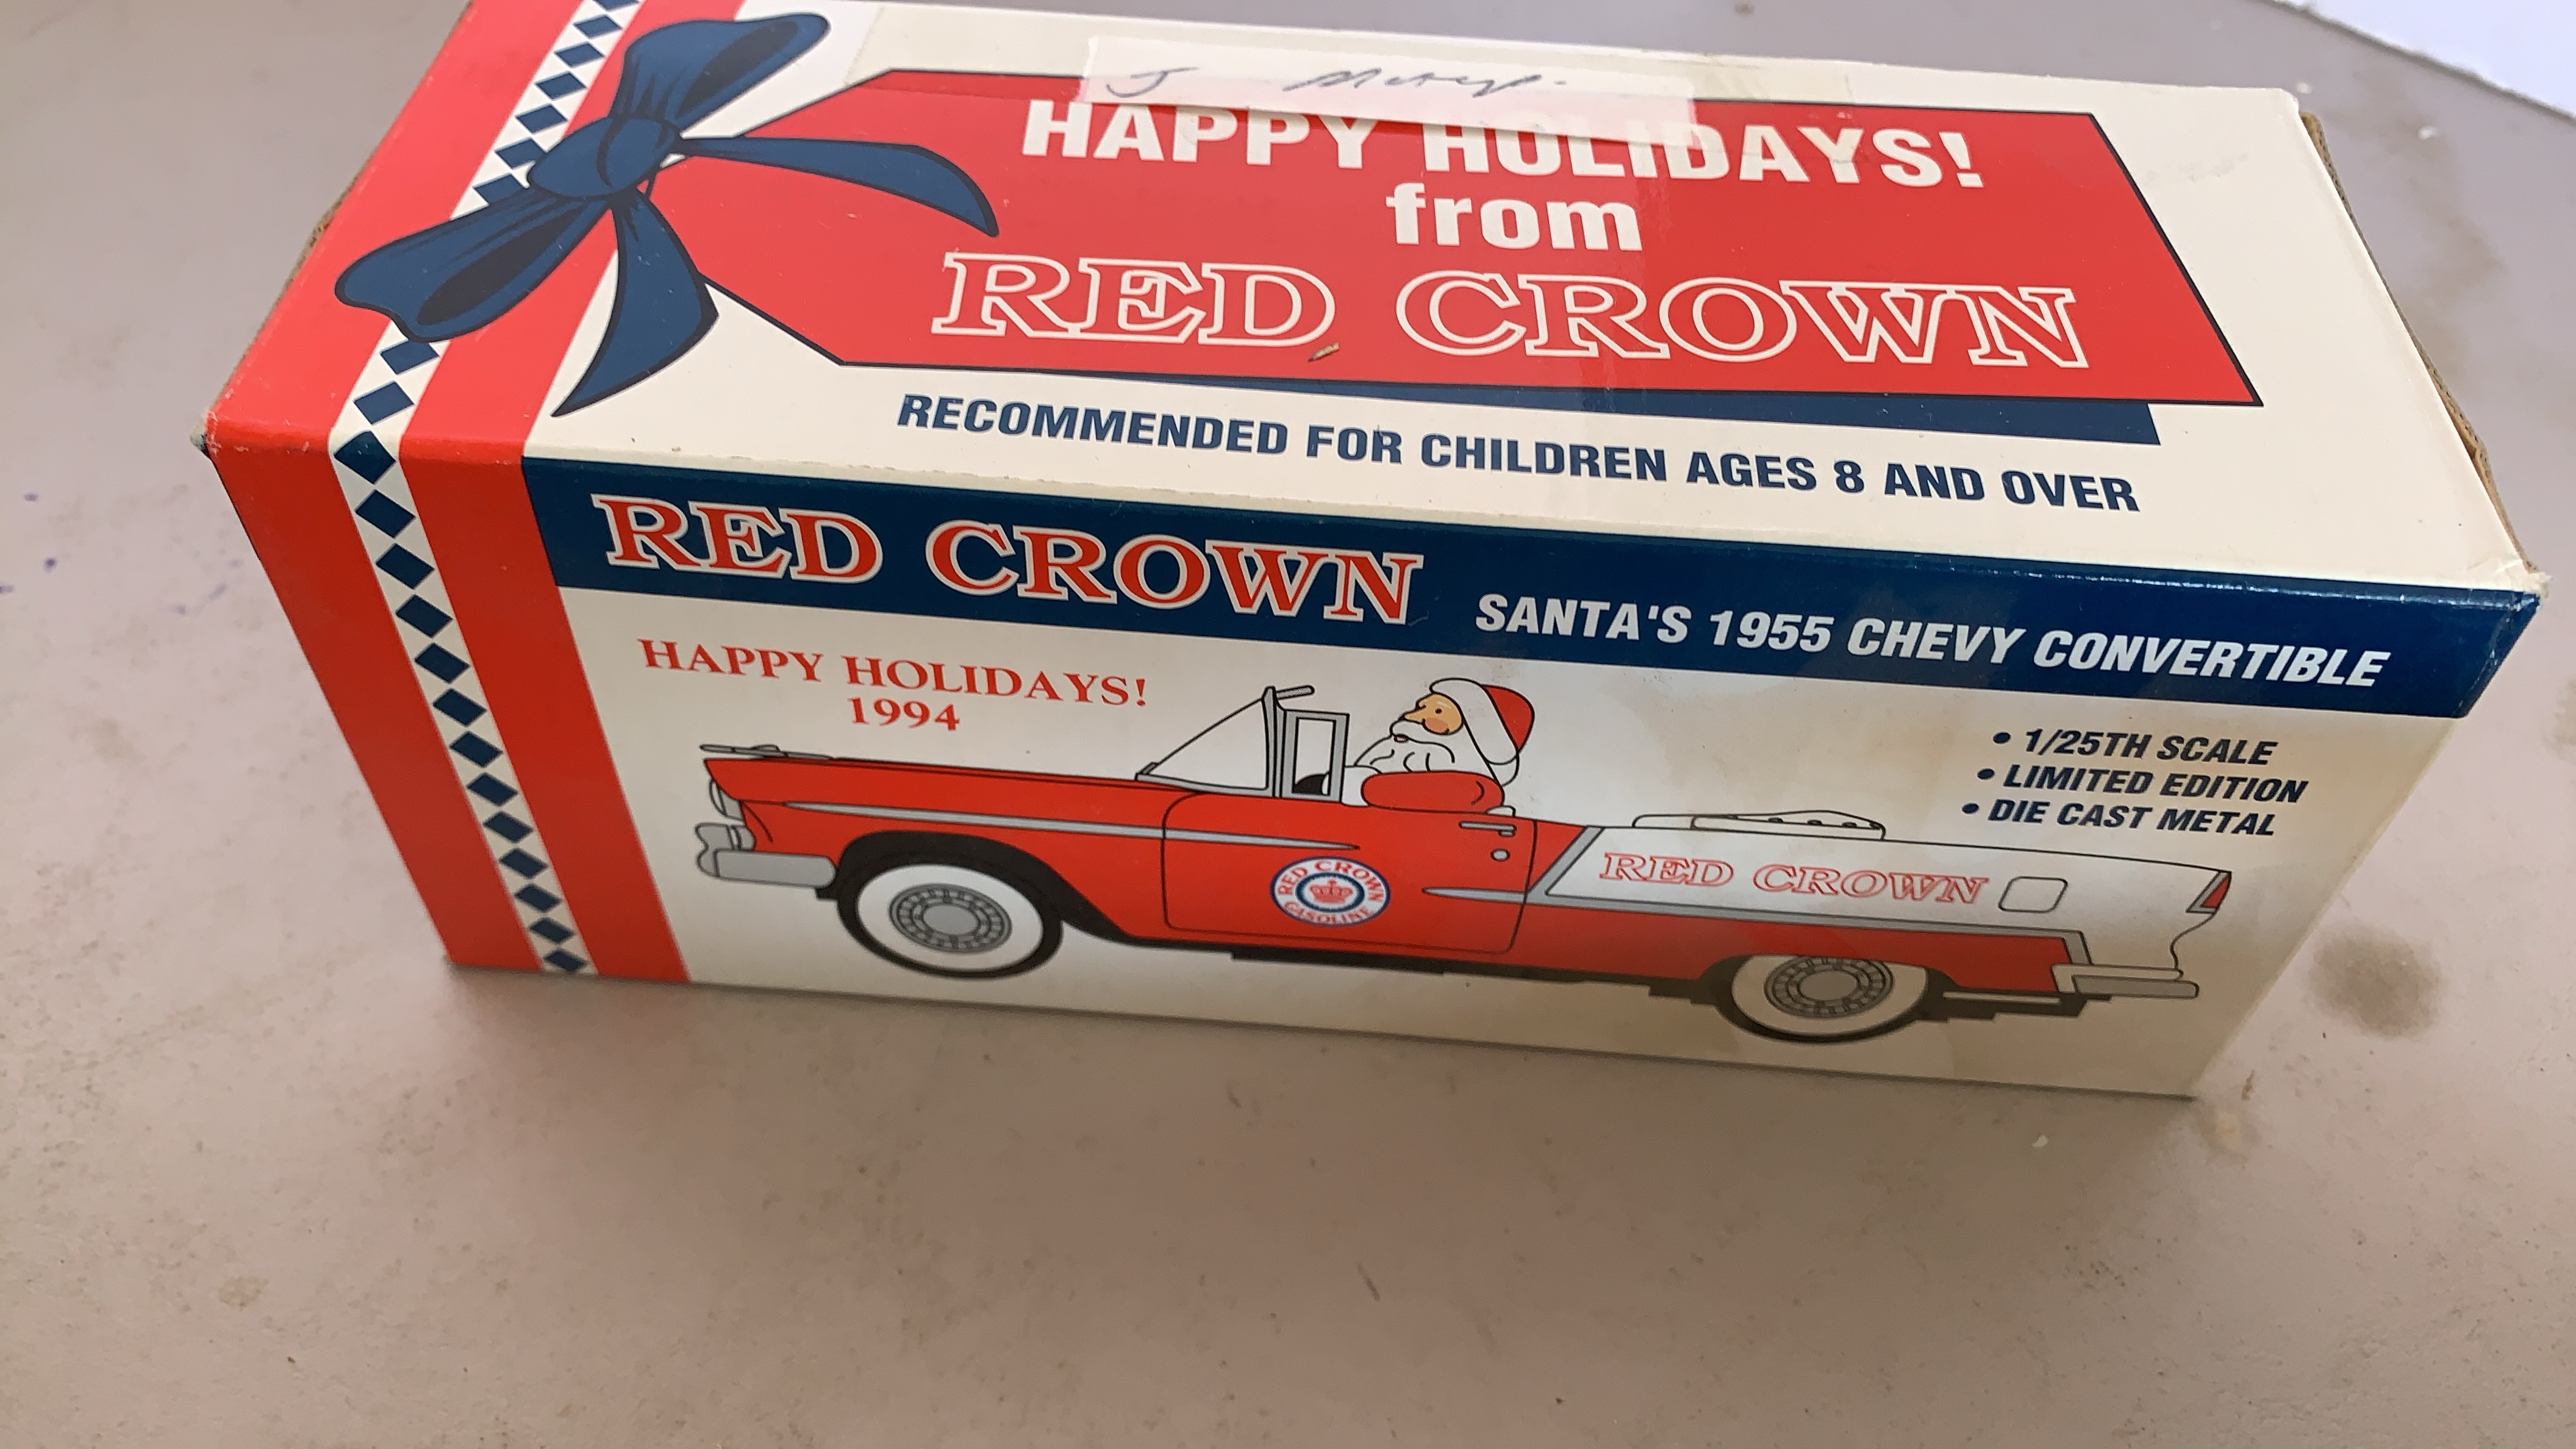 HAPPY HOLIDAYS!
from
RED CROWN
RECOMMENDED FOR CHILDREN AGES 8 AND OVER
RED CROWN SANTA'S 1955 CHEVY CONVERTIBLE
HAPPY HOLIDAYS!
1994
• 1/25TH SCALE
• LIMITED EDITION
• DIE CAST METAL
RED CROWN
GASOLINE
RED CROWN